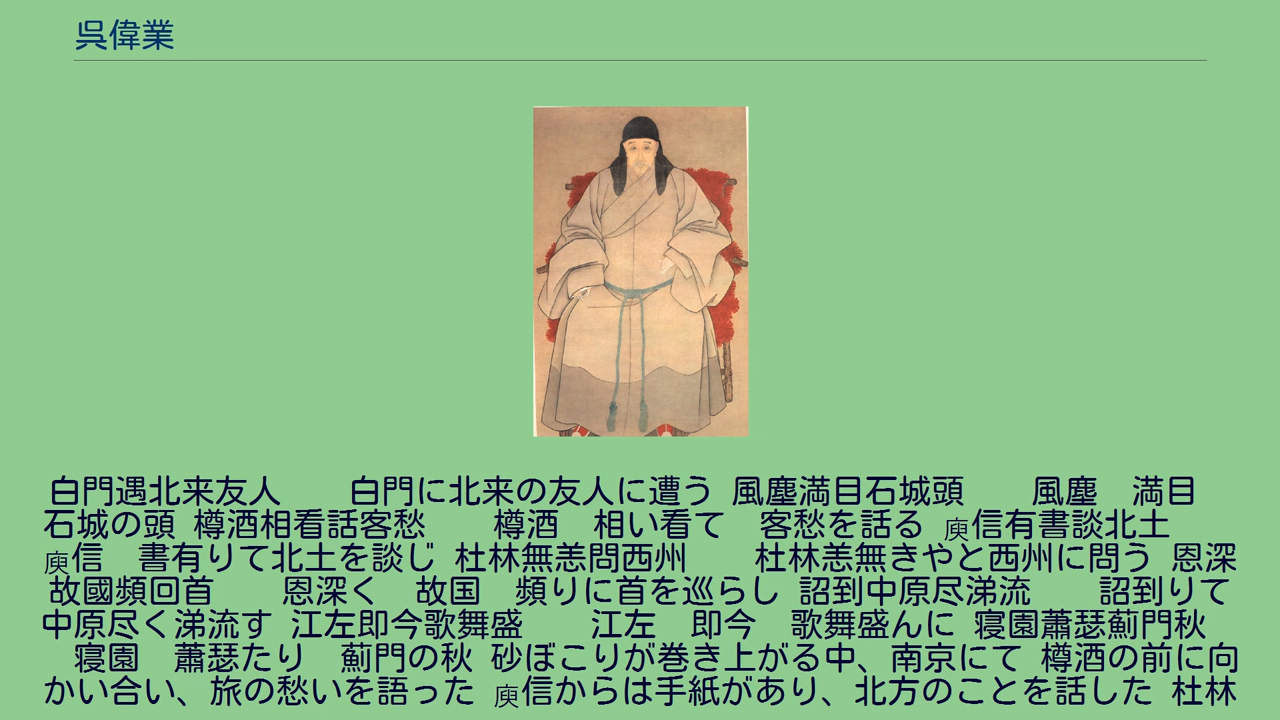 呉偉業
白門遇北来友人　　白門に北来の友人に遭う 風塵満目石城頭　　風塵　満目
石城の頭 樽酒相看話客愁　　樽酒　相い看て　客愁を話る 庾信有書談北土
庾信　書有りて北土を談じ 杜林無恙問西州　　杜林恙無きやと西州に問う 恩深
故國頻回首　　恩深く　故国　頻りに首を巡らし 詔到中原尽涕流　　詔到りて
中原尽く涕流す 江左即今歌舞盛　　江左　即今　歌舞盛んに 寝園蕭瑟薊門秋
　寝園　蕭瑟たり　薊門の秋 砂ぼこりが巻き上がる中、南京にて 樽酒の前に向
かい合い、旅の愁いを語った 庾信からは手紙があり、北方のことを話した 杜林